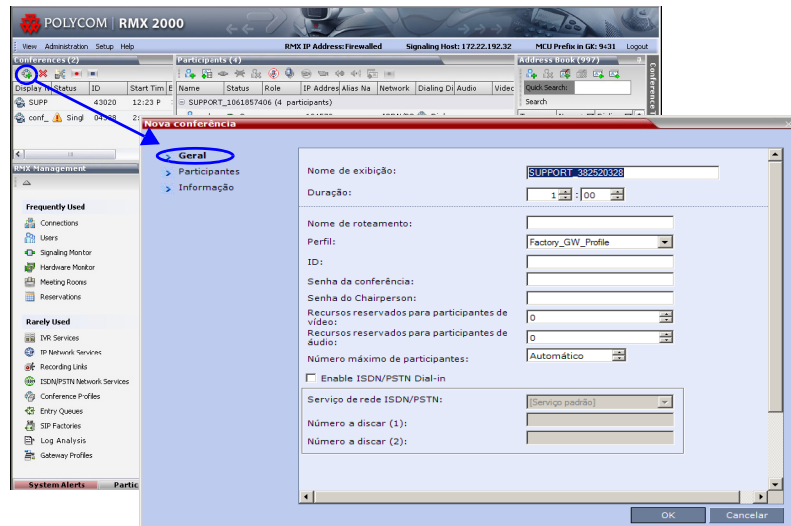 POLYCOM | RMX 2000
View Administration Setup Help RMX IP Address: Firewalled Signaling Host: 172.22.192.32 MCU Prefix in GK: 9431 Logout
Conferences (2) Participants (4) Address Book (997)
Display N Status ID Start Tim E Name Status Role IP Addres Alias Na Network Dialing Di Audio Videc Quick Search:
SUPP 43020 12:23 P SUPPORT_1061857406 (4 participants) Search
conf_ Singl 2:
Nova conferência
Geral
Participantes
Informação
Nome de exibição: SUPPORT_382520328
Duração: 1 : 00
Nome de roteamento:
Perfil: Factory_GW_Profile
ID:
Senha da conferência:
Senha do Chairperson:
Recursos reservados para participantes de vídeo: 0
Recursos reservados para participantes de áudio: 0
Número máximo de participantes: Automático
Enable ISDN/PSTN Dial-in
Serviço de rede ISDN/PSTN: [Serviço padrão]
Número a discar (1):
Número a discar (2):
OK Cancelar
RMX Management
Frequently Used
Connections
Users
Signaling Montor
Hardware Monitor
Meeting Rooms
Reservations
Rarely Used
IVR Services
IP Network Services
Recording Links
ISDN/PSTN Network Services
Conference Profiles
Entry Queues
SIP Factories
Log Analysis
Gateway Profiles
System Alerts Partic